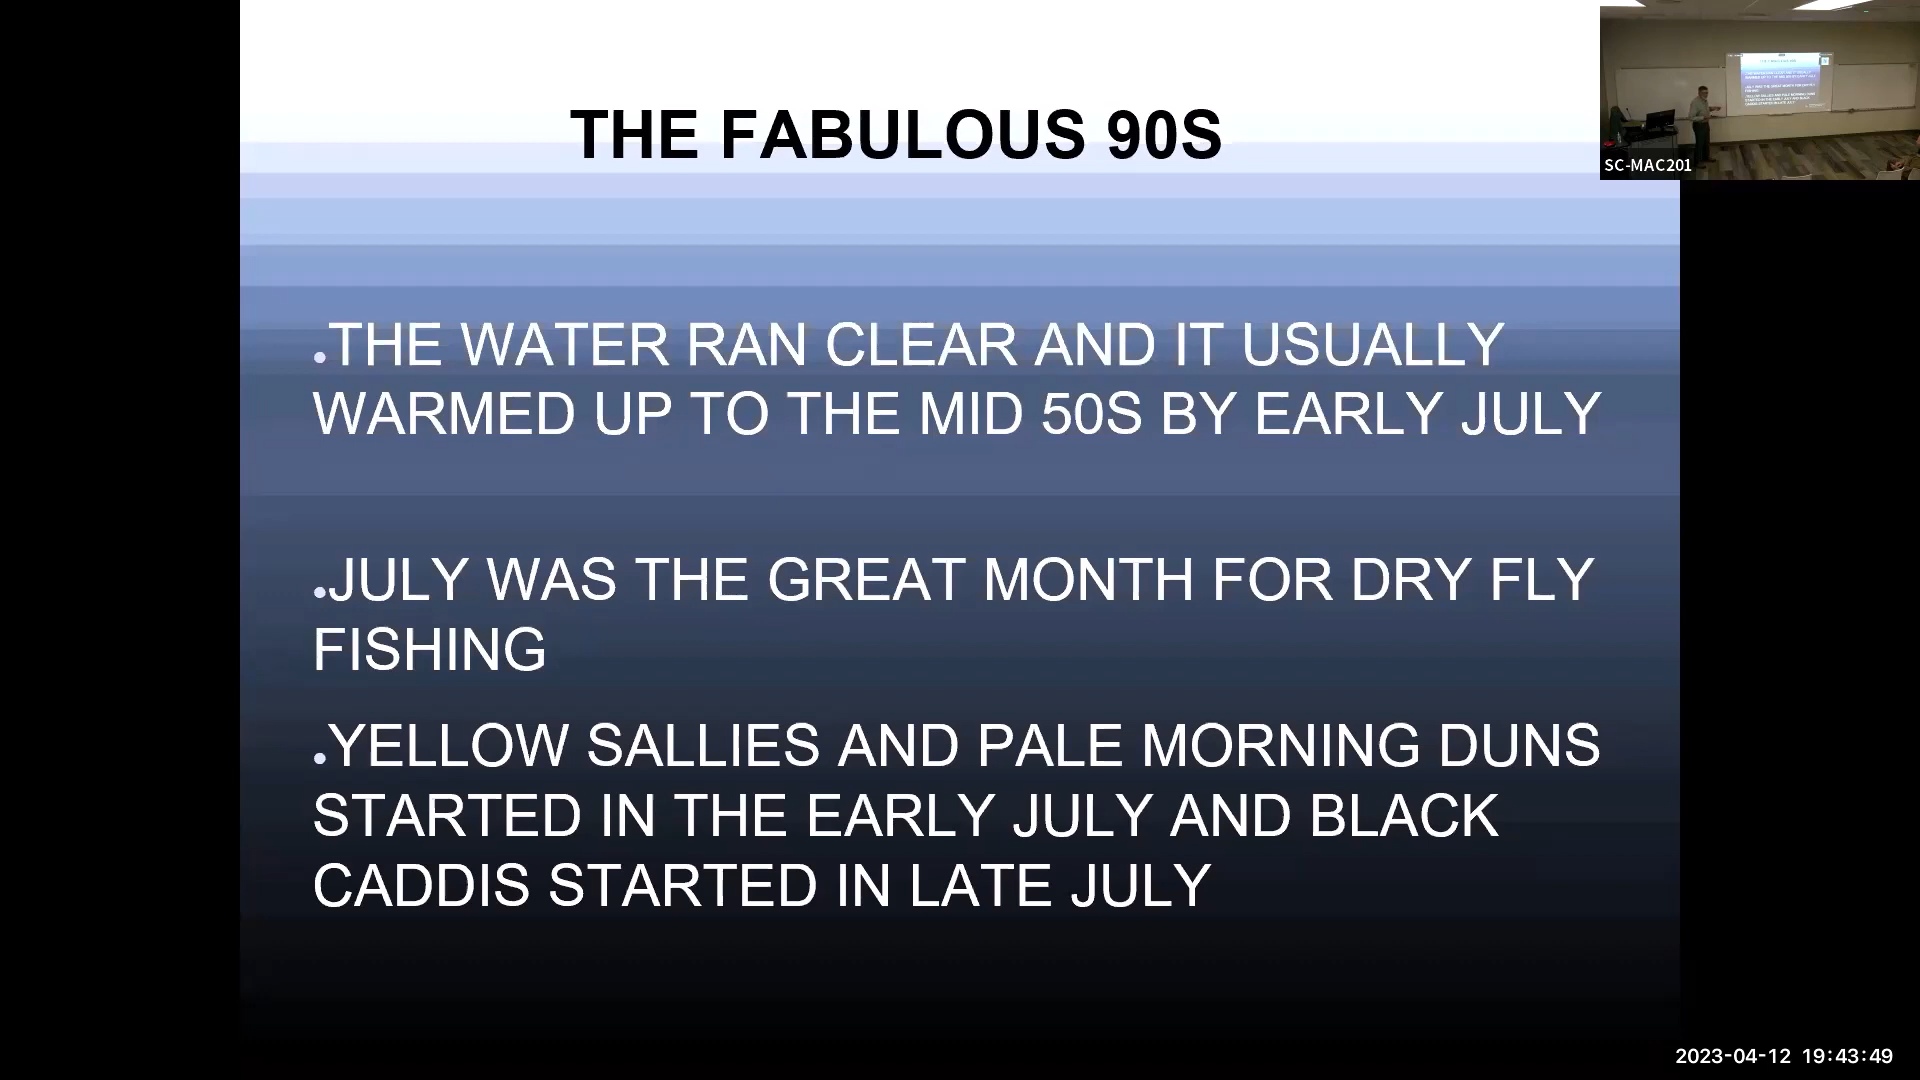 THE FABULOUS 90S
SC-MAC201
•THE WATER RAN CLEAR AND IT USUALLY
WARMED UP TO THE MID 50S BY EARLY JULY
•JULY WAS THE GREAT MONTH FOR DRY FLY
FISHING
•YELLOW SALLIES AND PALE MORNING DUNS
STARTED IN THE EARLY JULY AND BLACK
CADDIS STARTED IN LATE JULY
2023-04-12 19:43:49